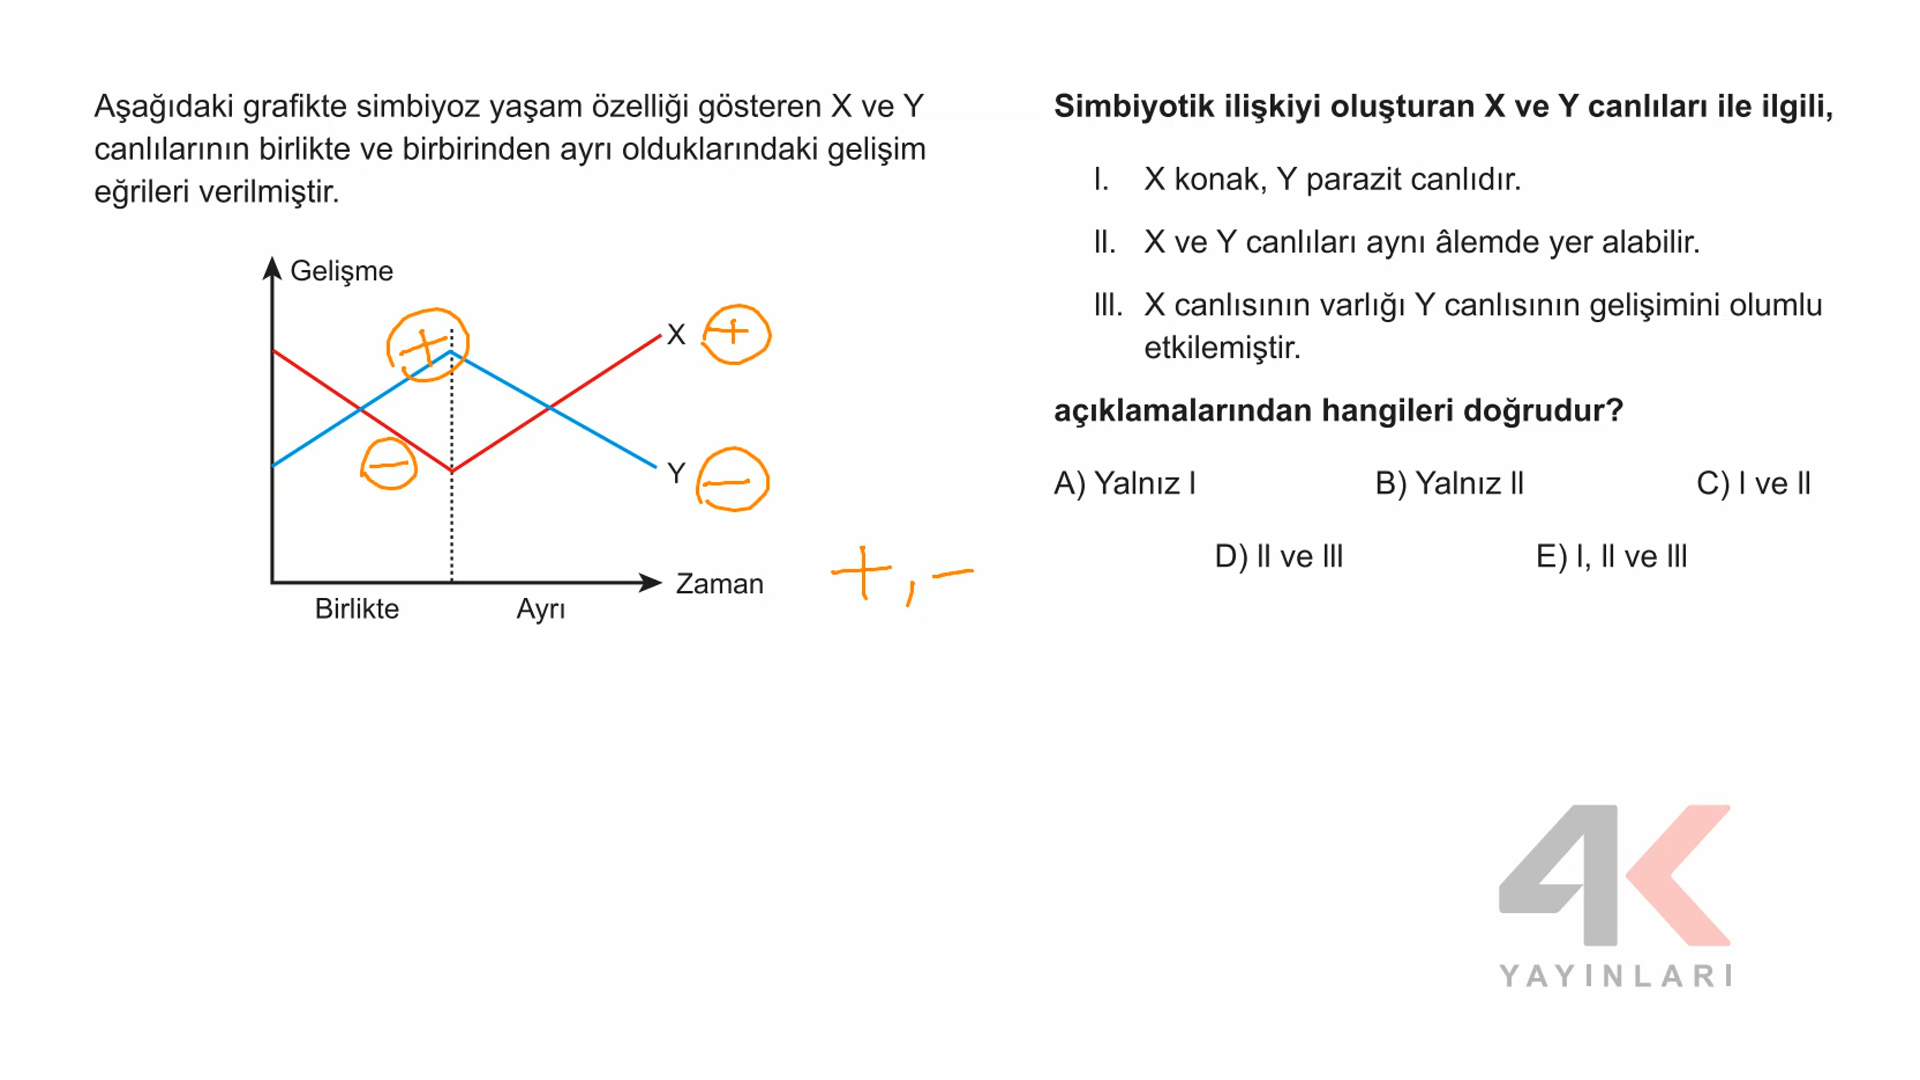 Aşağıdaki grafikte simbiyoz yaşam özelliği gösteren X ve Y
canlılarının birlikte ve birbirinden ayrı olduklarındaki gelişim
eğrileri verilmiştir.
Gelişme
+
X +
−
Y −
Zaman
Birlikte Ayrı
+, −
Simbiyotik ilişkiyi oluşturan X ve Y canlıları ile ilgili,
I. X konak, Y parazit canlıdır.
II. X ve Y canlıları aynı âlemde yer alabilir.
III. X canlısının varlığı Y canlısının gelişimini olumlu
etkilemiştir.
açıklamalarından hangileri doğrudur?
A) Yalnız I B) Yalnız II C) I ve II
D) II ve III E) I, II ve III
4K
YAYINLARI